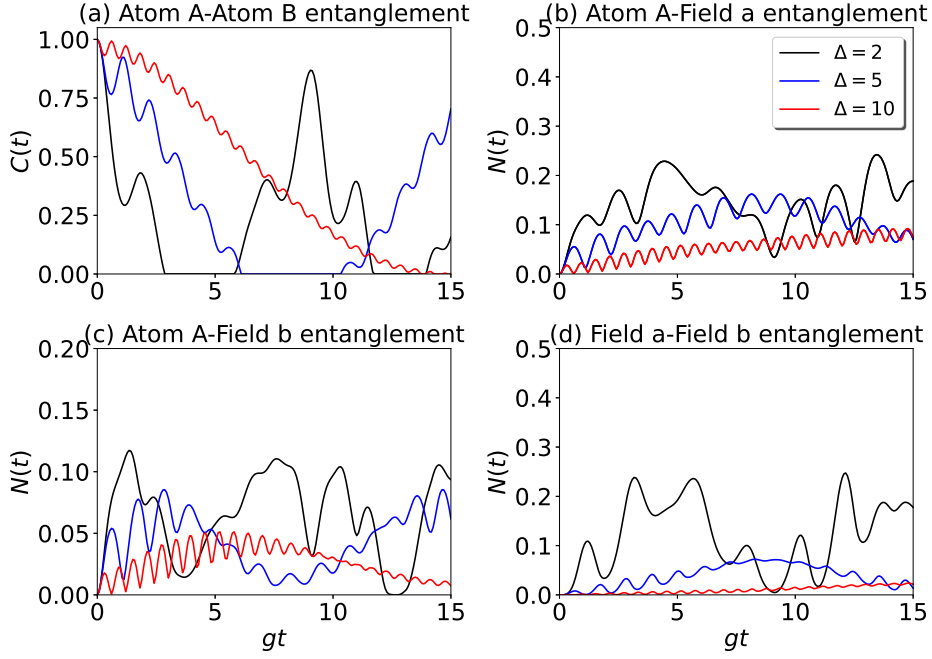 (a) Atom A-Atom B entanglement
1.00
0.75
0.50
0.25
0.00
C(t)
0
5
10
15
(b) Atom A-Field a entanglement
0.5
0.4
0.3
0.2
0.1
0.0
N(t)
0
5
10
15
Δ = 2
Δ = 5
Δ = 10
(c) Atom A-Field b entanglement
0.20
0.15
0.10
0.05
0.00
N(t)
0
5
10
15
gt
(d) Field a-Field b entanglement
0.5
0.4
0.3
0.2
0.1
0.0
N(t)
0
5
10
15
gt